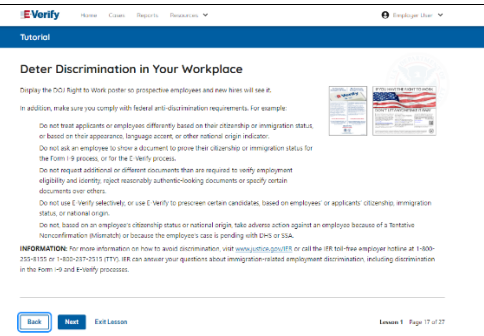 E-Verify Home Cases Reports Resources Employer User
Tutorial
Deter Discrimination in Your Workplace
Display the DOJ Right to Work poster so prospective employees and new hires will see it.
In addition, make sure you comply with federal anti-discrimination requirements. For example:
Do not treat applicants or employees differently based on their citizenship or immigration status,
or based on their appearance, language accent, or other national origin indicator.
Do not ask an employee to show a document to prove their citizenship or immigration status for
the Form I-9 process, or for the E-Verify process.
Do not request additional or different documents than are required to verify employment
eligibility and identity, reject reasonably authentic-looking documents or specify certain
documents over others.
Do not use E-Verify selectively, or use E-Verify to prescreen certain candidates, based on employees' or applicants' citizenship, immigration
status, or national origin.
Do not, based on an employee's citizenship status or national origin, take adverse action against an employee because of a Tentative
Nonconfirmation (Mismatch) or because the employee's case is pending with DHS or SSA.
INFORMATION: For more information on how to avoid discrimination, visit www.justice.gov/IER or call the IER toll-free employer hotline at 1-800-
255-8155 or 1-800-237-2515 (TTY). IER can answer your questions about immigration-related employment discrimination, including discrimination
in the Form I-9 and E-Verify processes.
Back Next Exit Lesson Lesson 1 Page 17 of 27